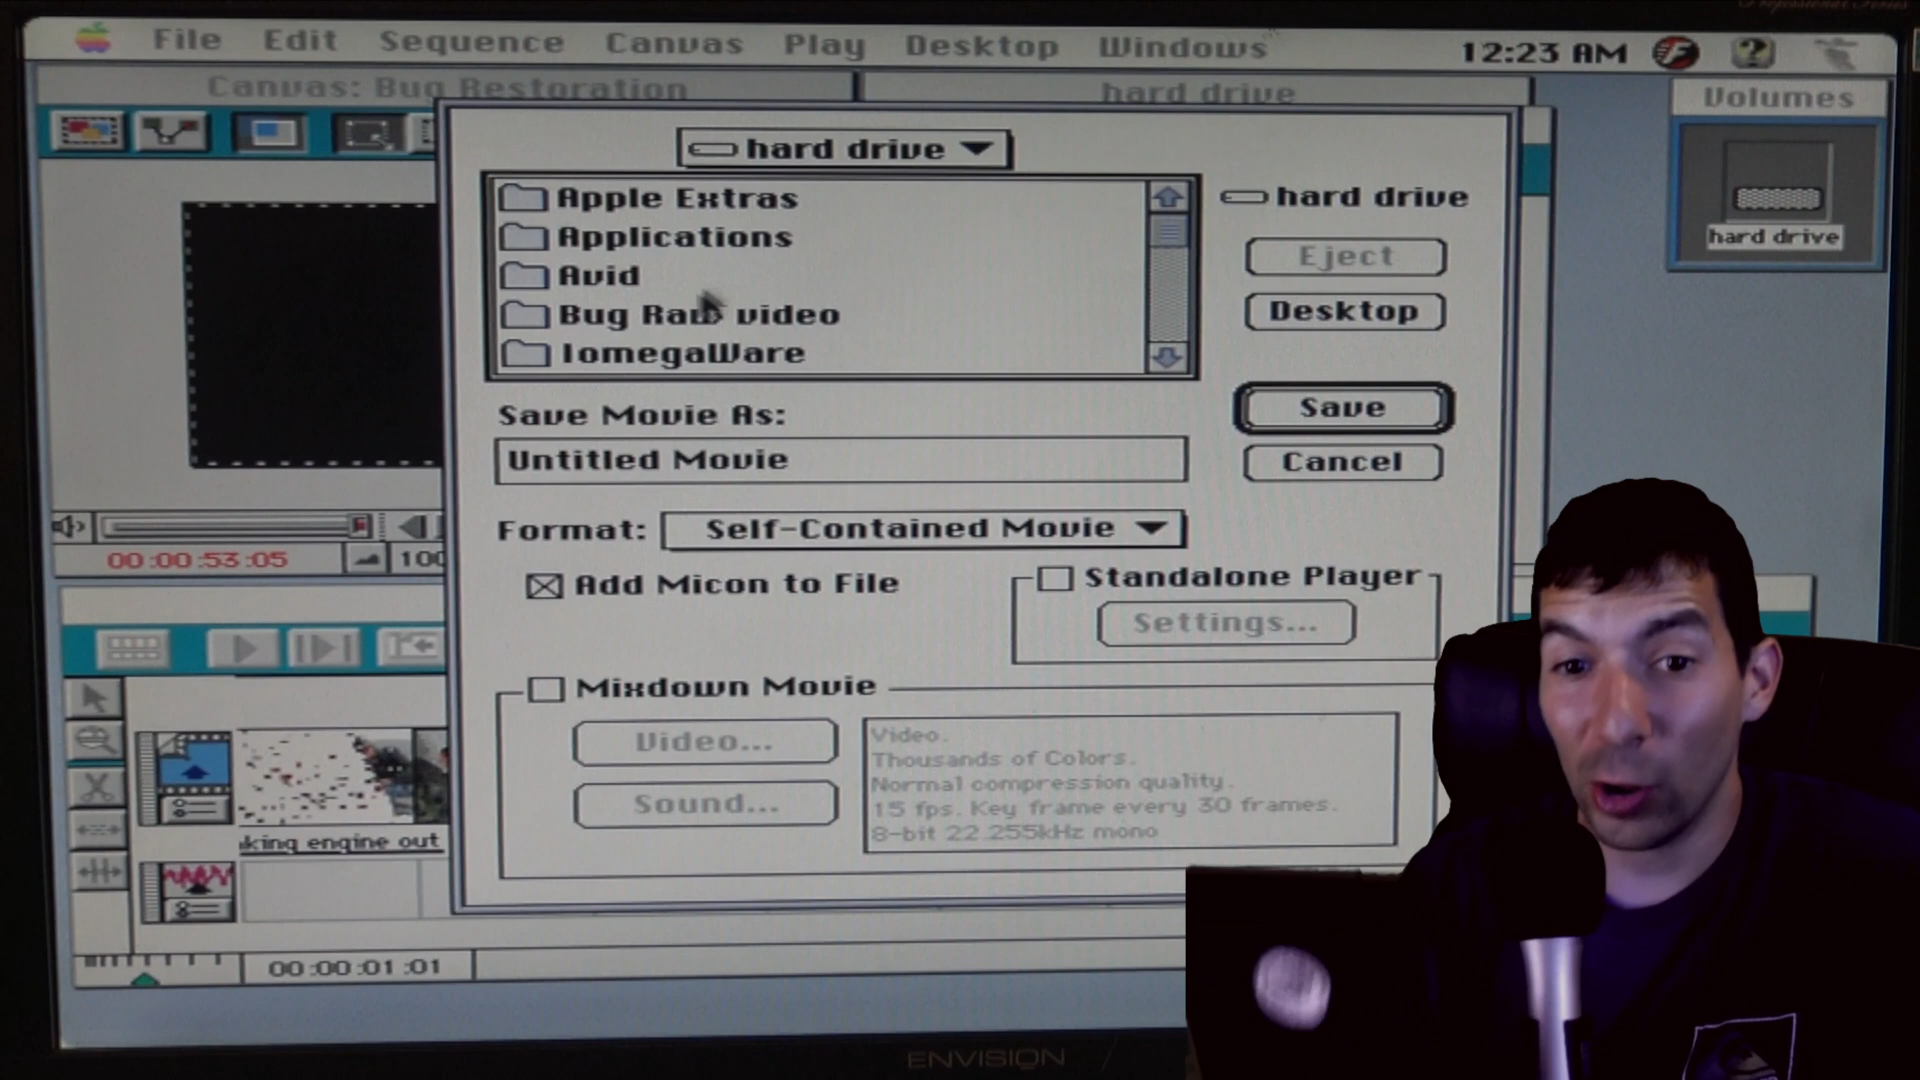 Professional Series
File Edit Sequence Canvas Play Desktop Windows 12:23 AM
Canvas: Bug Restoration
hard drive
Volumes
hard drive
hard drive
Apple Extras
Applications
Avid
Bug Raw video
IomegaWare
hard drive
Eject
Desktop
Save Movie As:
Untitled Movie
Save
Cancel
Format: Self-Contained Movie
Add Micon to File
Standalone Player
Settings...
Mixdown Movie
Video...
Sound...
Video.
Thousands of Colors.
Normal compression quality.
15 fps. Key frame every 30 frames.
8-bit 22.255kHz mono
00:00:53:05
100
king engine out
00:00:01:01
ENVISION